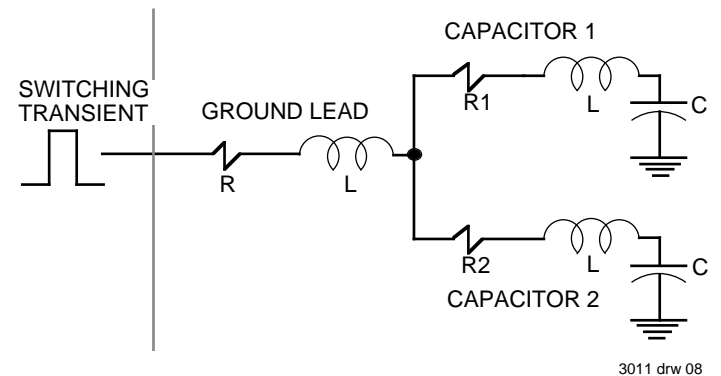 CAPACITOR 1
SWITCHING
TRANSIENT
GROUND LEAD
R
L
R1
L
C
R2
L
C
CAPACITOR 2
3011 drw 08